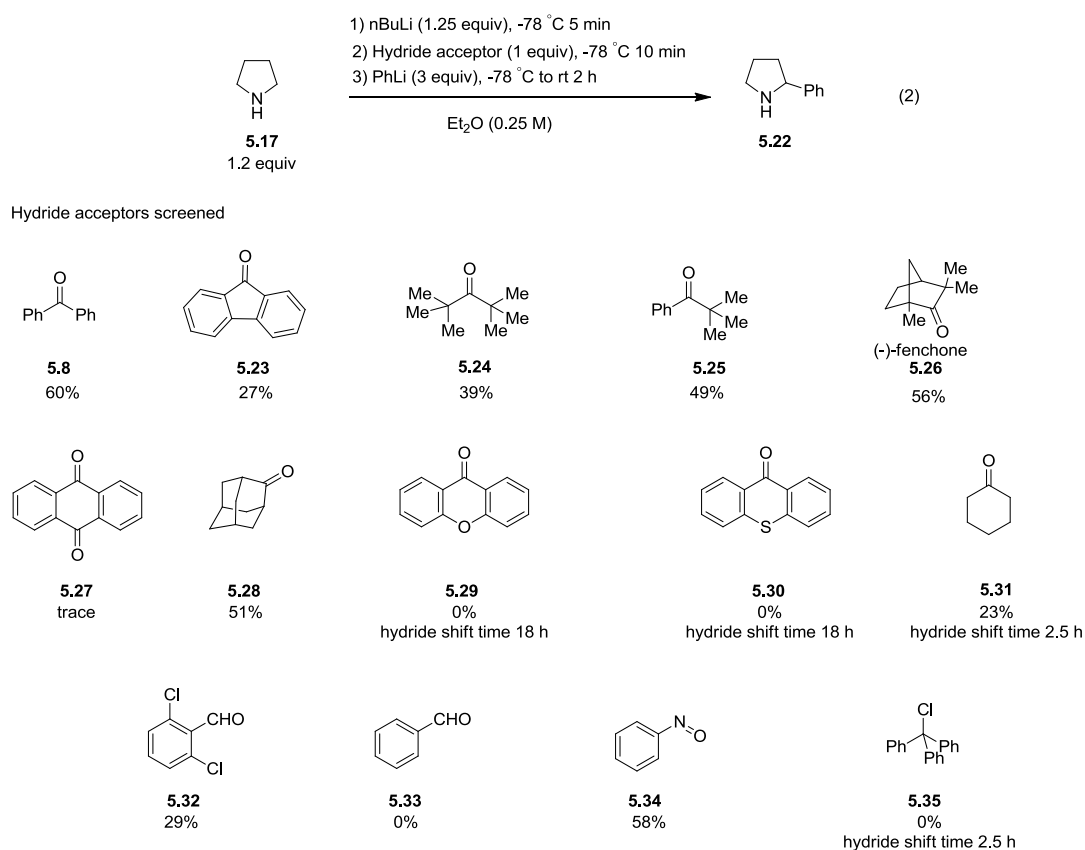 1) nBuLi (1.25 equiv), -78 °C 5 min
2) Hydride acceptor (1 equiv), -78 °C 10 min
3) PhLi (3 equiv), -78 °C to rt 2 h
Et2O (0.25 M)
N
H
5.17
1.2 equiv
N
H
Ph
5.22
(2)
Hydride acceptors screened
O
Ph Ph
5.8
60%
O
5.23
27%
O
Me Me
Me Me
Me Me
5.24
39%
O
Ph Me
Me
Me
5.25
49%
Me
Me
Me
O
(-)-fenchone
5.26
56%
O
O
5.27
trace
O
5.28
51%
O
O
5.29
0%
hydride shift time 18 h
O
S
5.30
0%
hydride shift time 18 h
O
5.31
23%
hydride shift time 2.5 h
Cl
CHO
Cl
5.32
29%
CHO
5.33
0%
N
O
5.34
58%
Cl
Ph Ph
Ph
5.35
0%
hydride shift time 2.5 h